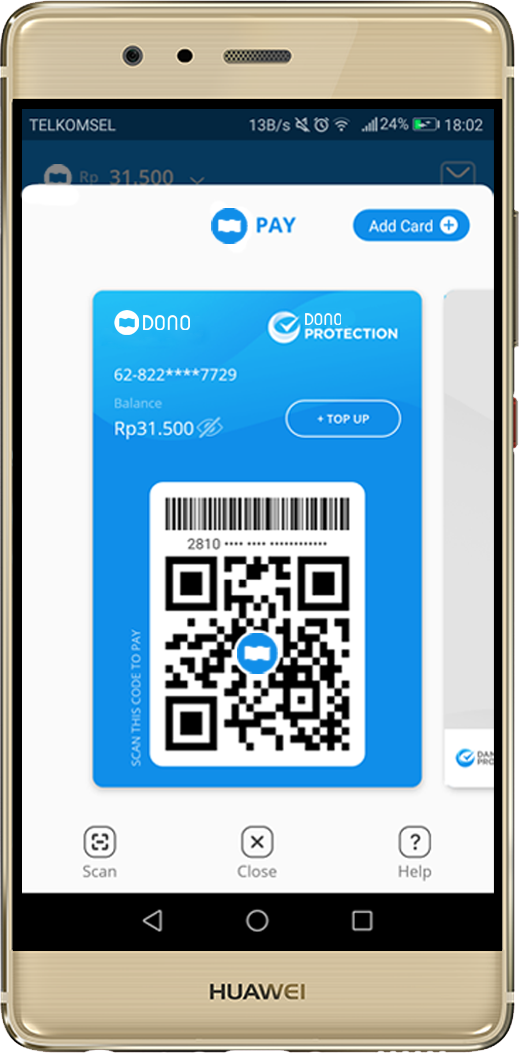 TELKOMSEL 13B/s 24% 18:02
Rp 31.500
PAY
Add Card +
DONO
DONO
PROTECTION
62-822****7729
Balance
Rp31.500
+ TOP UP
2810 •••• •••• ••••••••••••
SCAN THIS CODE TO PAY
DAN
PRO
Scan
Close
Help
HUAWEI